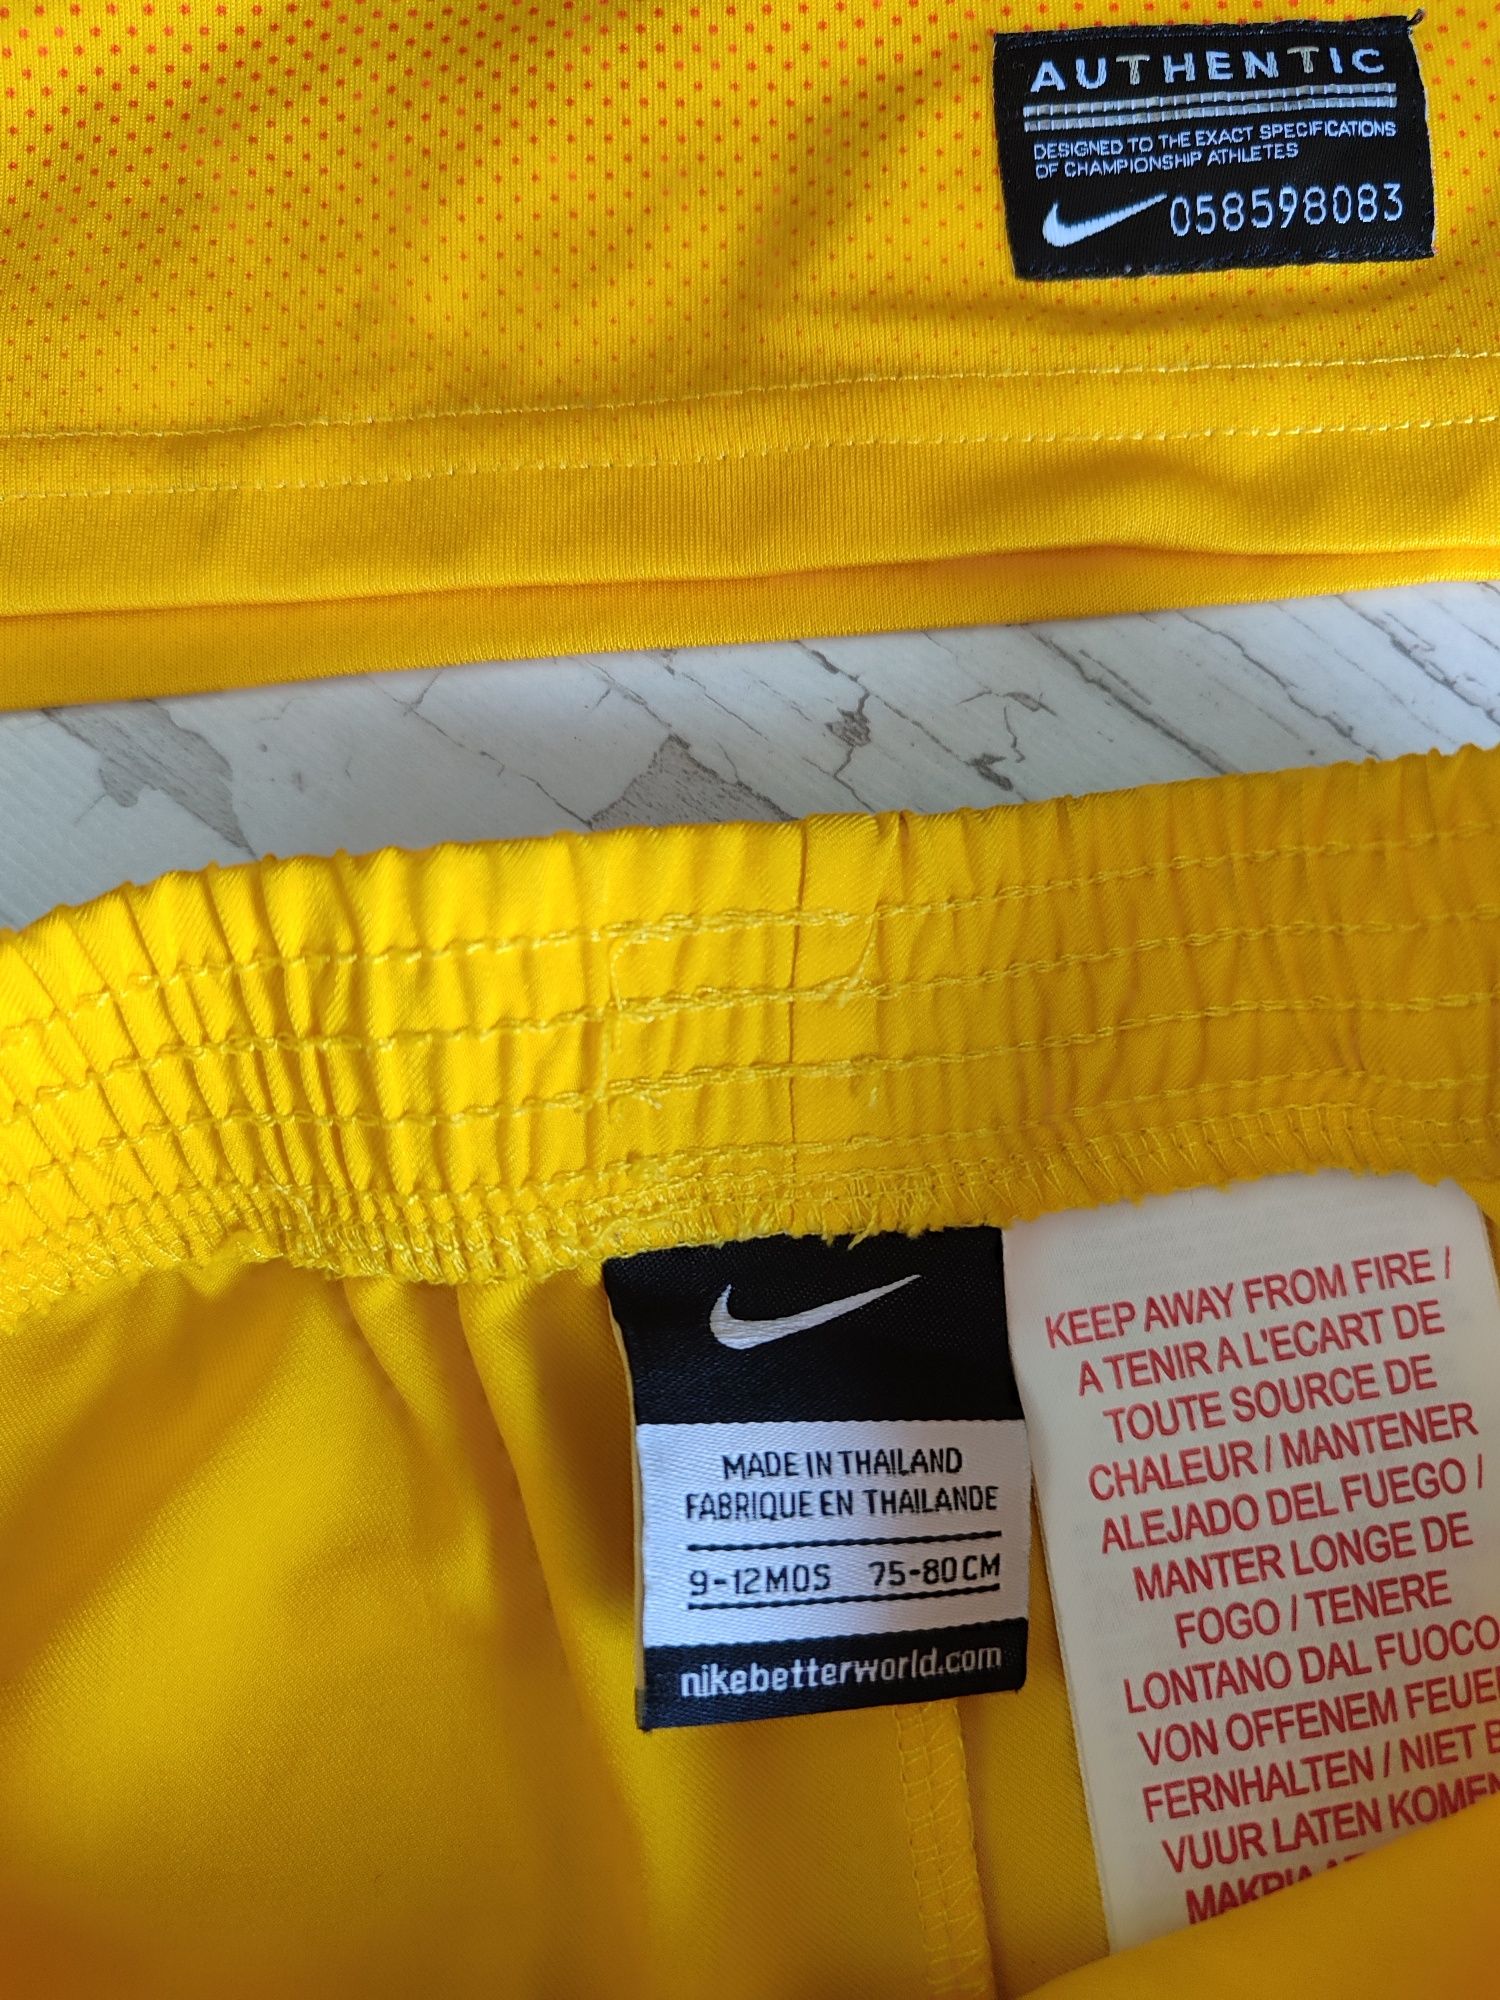 AUTHENTIC
DESIGNED TO THE EXACT SPECIFICATIONS
OF CHAMPIONSHIP ATHLETES
058598083
MADE IN THAILAND
FABRIQUE EN THAILANDE
9-12MOS 75-80CM
nikebetterworld.com
KEEP AWAY FROM FIRE /
A TENIR A L'ECART DE
TOUTE SOURCE DE
CHALEUR / MANTENER
ALEJADO DEL FUEGO /
MANTER LONGE DE
FOGO / TENERE
LONTANO DAL FUOCO
VON OFFENEM FEUE
FERNHALTEN / NIET
VUUR LATEN KOMEN